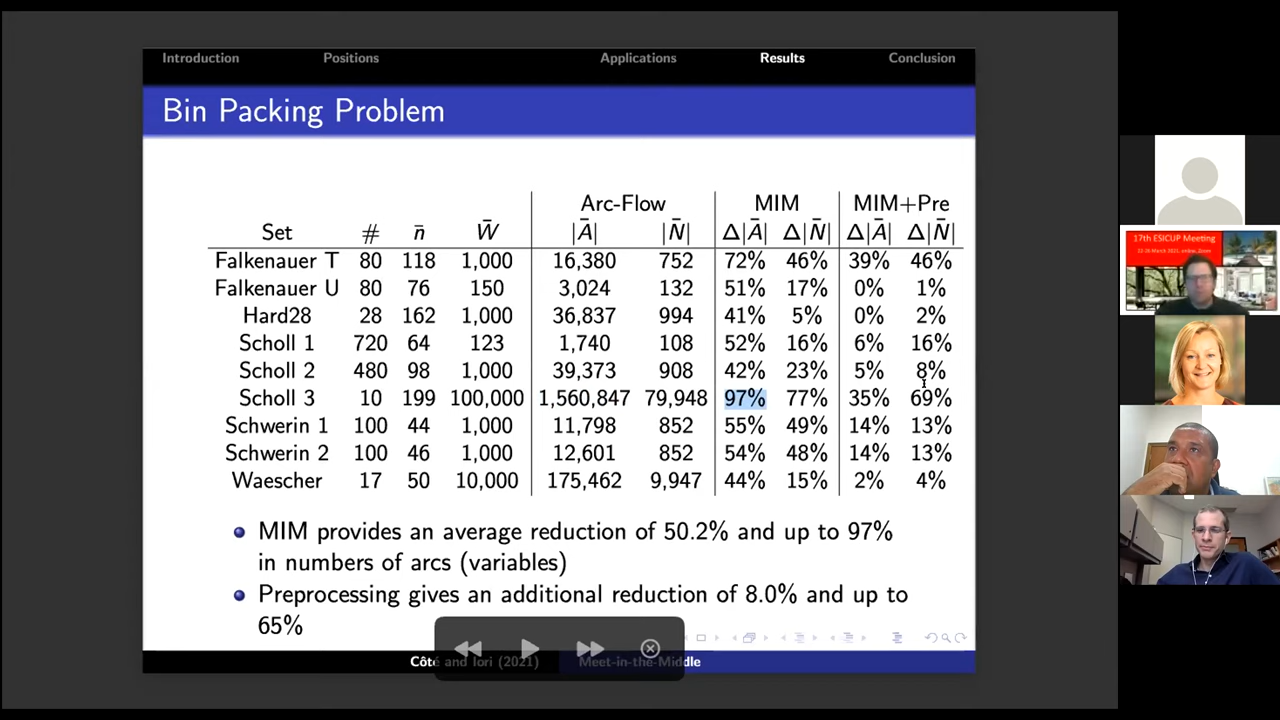 Introduction Positions Applications Results Conclusion
Bin Packing Problem
Arc-Flow MIM MIM+Pre
Set # n̄ W̄ |Ā| |N̄| Δ|Ā| Δ|N̄| Δ|Ā| Δ|N̄|
Falkenauer T 80 118 1,000 16,380 752 72% 46% 39% 46%
Falkenauer U 80 76 150 3,024 132 51% 17% 0% 1%
Hard28 28 162 1,000 36,837 994 41% 5% 0% 2%
Scholl 1 720 64 123 1,740 108 52% 16% 6% 16%
Scholl 2 480 98 1,000 39,373 908 42% 23% 5% 8%
Scholl 3 10 199 100,000 1,560,847 79,948 97% 77% 35% 69%
Schwerin 1 100 44 1,000 11,798 852 55% 49% 14% 13%
Schwerin 2 100 46 1,000 12,601 852 54% 48% 14% 13%
Waescher 17 50 10,000 175,462 9,947 44% 15% 2% 4%
MIM provides an average reduction of 50.2% and up to 97%
in numbers of arcs (variables)
Preprocessing gives an additional reduction of 8.0% and up to
65%
Côté and Iori (2021) Meet-in-the-Middle
17th ESICUP Meeting